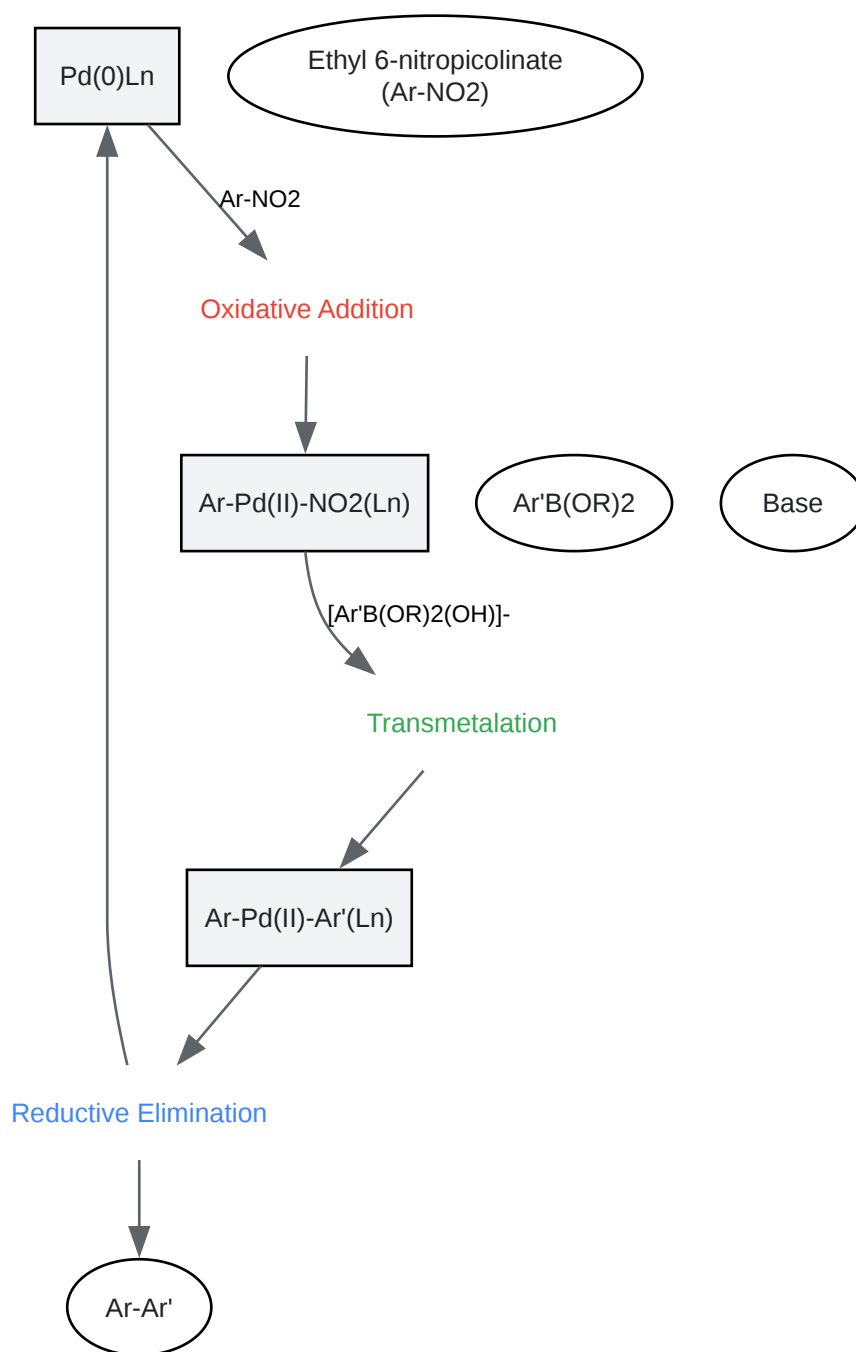 Pd(0)Ln
Ethyl 6-nitropicolinate
(Ar-NO2)
Ar-NO2
Oxidative Addition
Ar-Pd(II)-NO2(Ln)
Ar'B(OR)2
Base
[Ar'B(OR)2(OH)]-
Transmetalation
Ar-Pd(II)-Ar'(Ln)
Reductive Elimination
Ar-Ar'